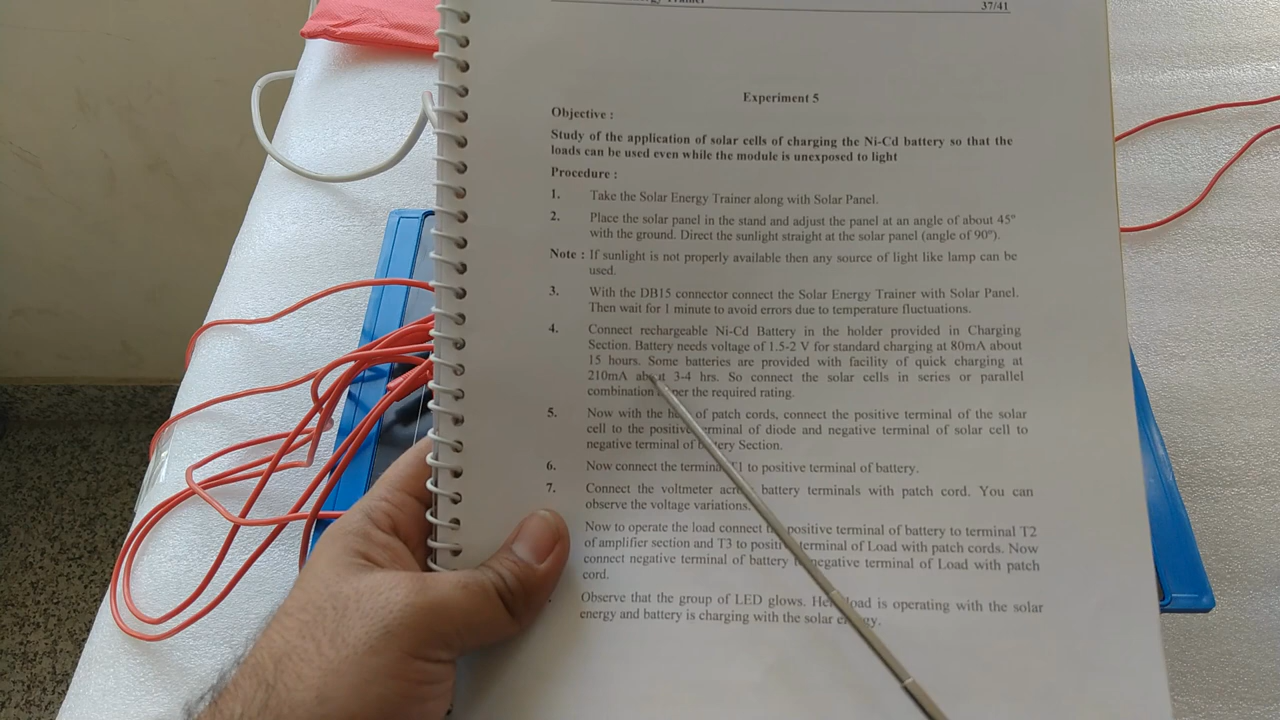 37/41
Experiment 5
Objective :
Study of the application of solar cells of charging the Ni-Cd battery so that the
loads can be used even while the module is unexposed to light
Procedure :
1. Take the Solar Energy Trainer along with Solar Panel.
2. Place the solar panel in the stand and adjust the panel at an angle of about 45°
with the ground. Direct the sunlight straight at the solar panel (angle of 90°).
Note : If sunlight is not properly available then any source of light like lamp can be
used.
3. With the DB15 connector connect the Solar Energy Trainer with Solar Panel.
Then wait for 1 minute to avoid errors due to temperature fluctuations.
4. Connect rechargeable Ni-Cd Battery in the holder provided in Charging
Section. Battery needs voltage of 1.5-2 V for standard charging at 80mA about
15 hours. Some batteries are provided with facility of quick charging at
210mA about 3-4 hrs. So connect the solar cells in series or parallel
combination per the required rating.
5. Now with the of patch cords, connect the positive terminal of the solar
cell to the positive terminal of diode and negative terminal of solar cell to
negative terminal of battery Section.
6. Now connect the terminal T1 to positive terminal of battery.
7. Connect the voltmeter across battery terminals with patch cord. You can
observe the voltage variations.
Now to operate the load connect positive terminal of battery to terminal T2
of amplifier section and T3 to positive terminal of Load with patch cords. Now
connect negative terminal of battery negative terminal of Load with patch
cord.
Observe that the group of LED glows. Here load is operating with the solar
energy and battery is charging with the solar energy.